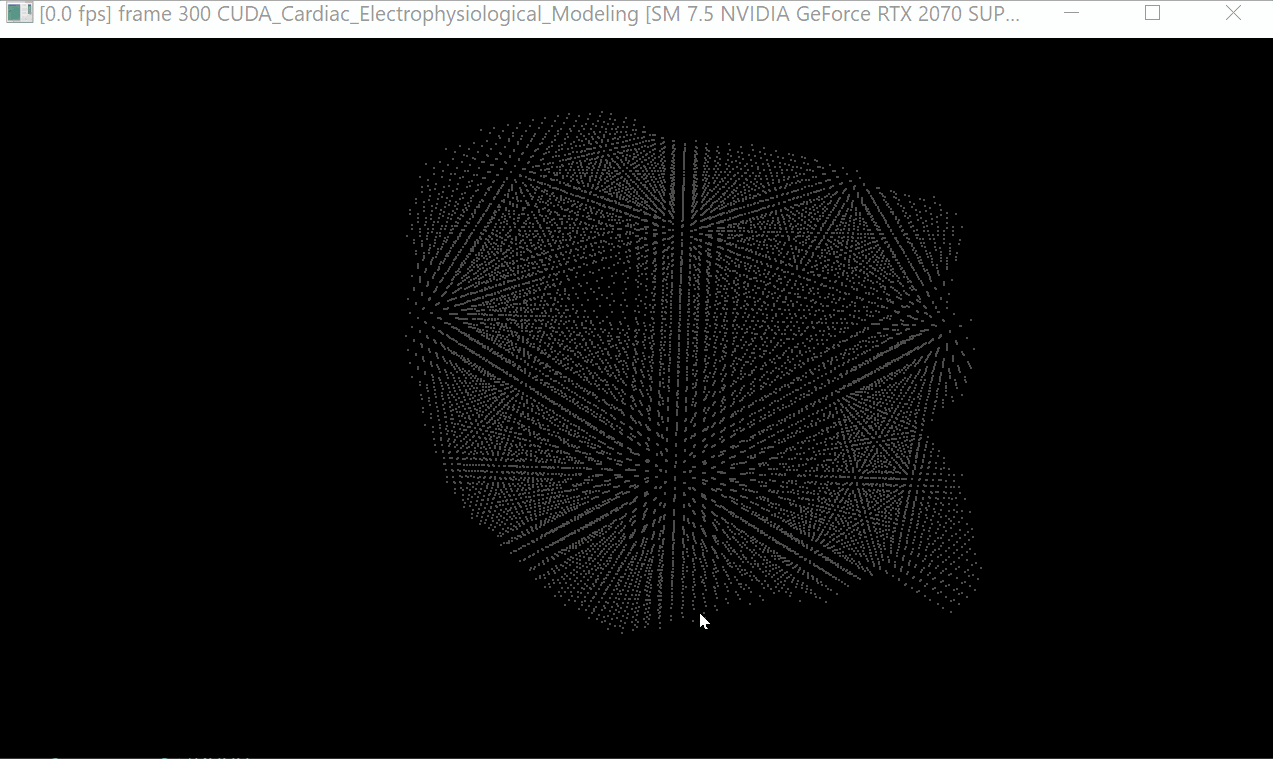 [0.0 fps] frame 300 CUDA_Cardiac_Electrophysiological_Modeling [SM 7.5 NVIDIA GeForce RTX 2070 SUP...